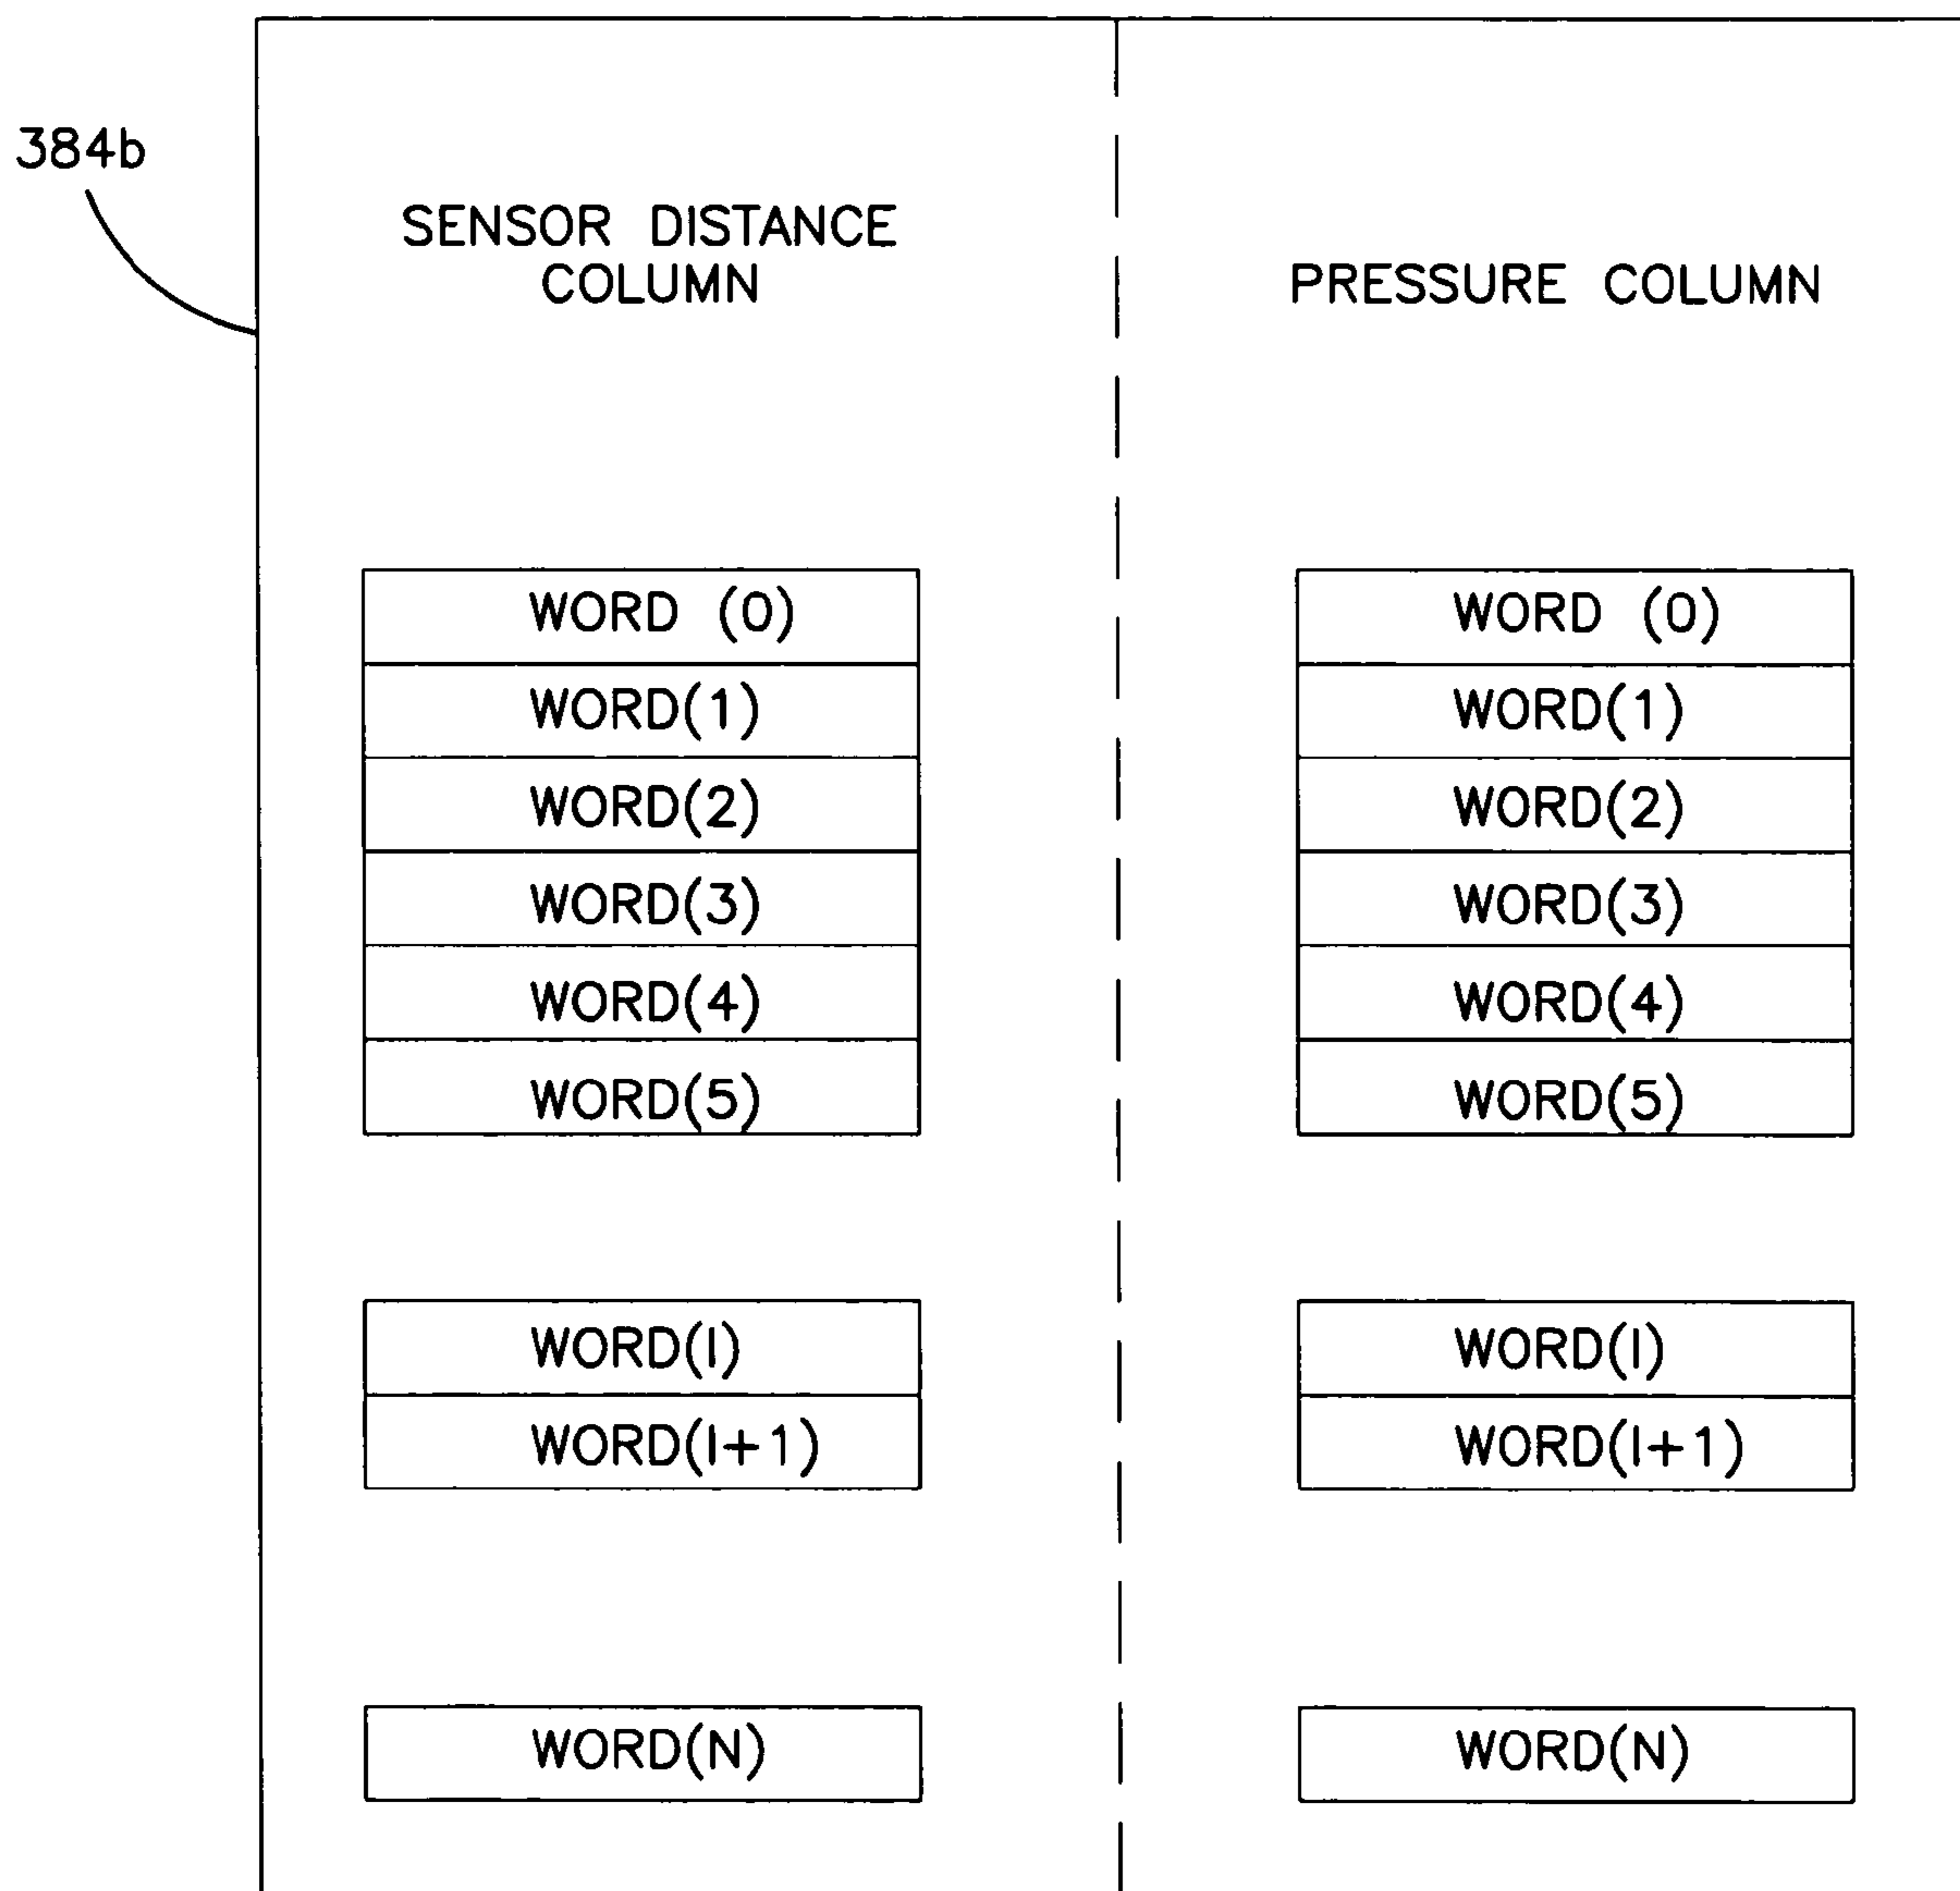 384b
SENSOR DISTANCE
COLUMN
PRESSURE COLUMN
WORD (0)
WORD(1)
WORD(2)
WORD(3)
WORD(4)
WORD(5)
WORD(I)
WORD(I+1)
WORD(N)
WORD (0)
WORD(1)
WORD(2)
WORD(3)
WORD(4)
WORD(5)
WORD(I)
WORD(I+1)
WORD(N)